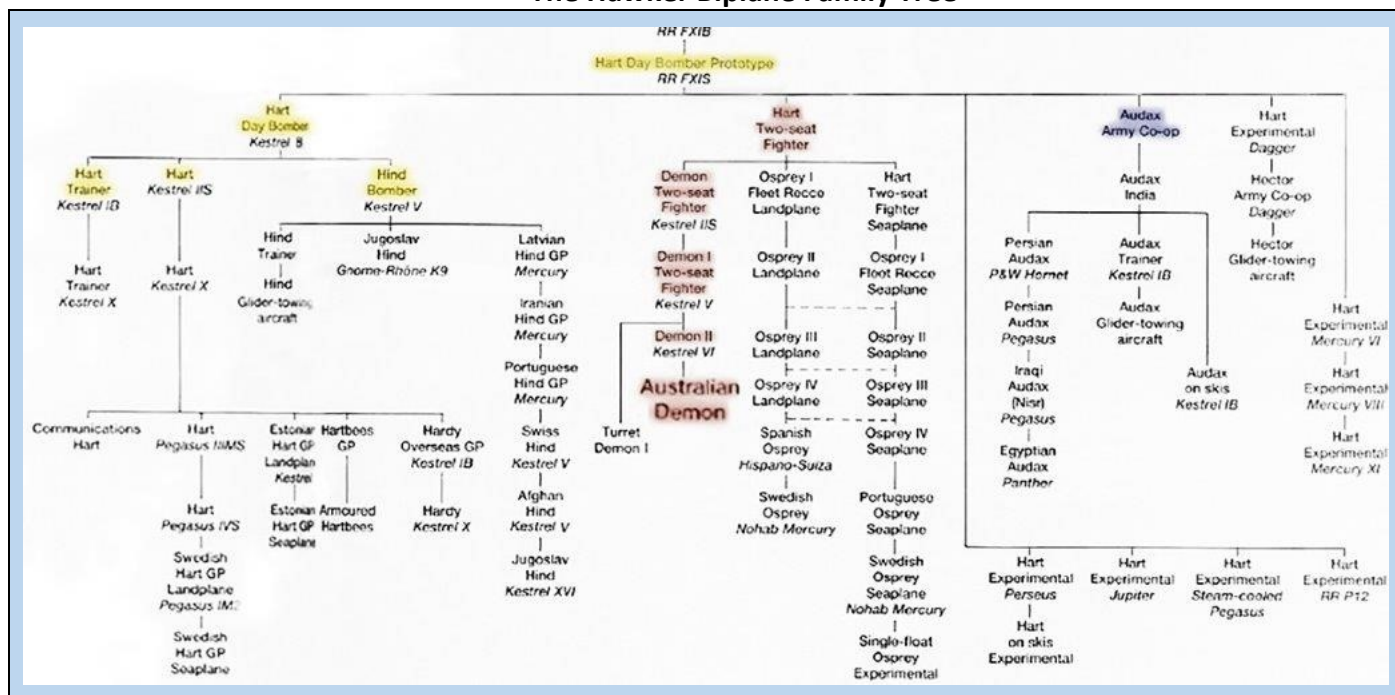 The Hawker Biplane Family Tree
RR FXIB
Hart Day Bomber Prototype
RR FXIS
Hart
Day Bomber
Kestrel B
Hart
Trainer
Kestrel IB
Hart
Trainer
Kestrel X
Hart
Kestrel IIS
Hart
Kestrel X
Communications
Hart
Hart
Pegasus IIIMS
Hart
Pegasus IVS
Swedish
Hart GP
Landplane
Pegasus IM2
Swedish
Hart GP
Seaplane
Estonian
Hart GP
Landplan
Kestrel
Estonian
Hart GP
Seaplane
Hartbees
GP
Armoured
Hartbees
Hardy
Overseas GP
Kestrel IB
Hardy
Kestrel X
Hind
Bomber
Kestrel V
Hind
Trainer
Hind
Glider-towing
aircraft
Jugoslav
Hind
Gnome-Rhône K9
Latvian
Hind GP
Mercury
Iranian
Hind GP
Mercury
Portuguese
Hind GP
Mercury
Swiss
Hind
Kestrel V
Afghan
Hind
Kestrel V
Jugoslav
Hind
Kestrel XVI
Hart
Two-seat
Fighter
Demon
Two-seat
Fighter
Kestrel IIS
Demon I
Two-seat
Fighter
Kestrel V
Demon II
Kestrel VI
Australian
Demon
Turret
Demon I
Osprey I
Fleet Recco
Landplane
Osprey II
Landplane
Osprey III
Landplane
Osprey IV
Landplane
Spanish
Osprey
Hispano-Suiza
Swedish
Osprey
Nohab Mercury
Hart
Two-seat
Fighter
Seaplane
Osprey I
Fleet Recco
Seaplane
Osprey II
Seaplane
Osprey III
Seaplane
Osprey IV
Seaplane
Portuguese
Osprey
Seaplane
Swedish
Osprey
Seaplane
Nohab Mercury
Single-float
Osprey
Experimental
Audax
Army Co-op
Audax
India
Persian
Audax
P&W Hornet
Persian
Audax
Pegasus
Iraqi
Audax
(Nisr)
Pegasus
Egyptian
Audax
Panther
Audax
Trainer
Kestrel IB
Audax
Glider-towing
aircraft
Audax
on skis
Kestrel IB
Hart
Experimental
Dagger
Hector
Army Co-op
Dagger
Hector
Glider-towing
aircraft
Hart
Experimental
Mercury VI
Hart
Experimental
Mercury VIII
Hart
Experimental
Mercury XI
Hart
Experimental
Perseus
Hart
on skis
Experimental
Hart
Experimental
Jupiter
Hart
Experimental
Steam-cooled
Pegasus
Hart
Experimental
RR P12